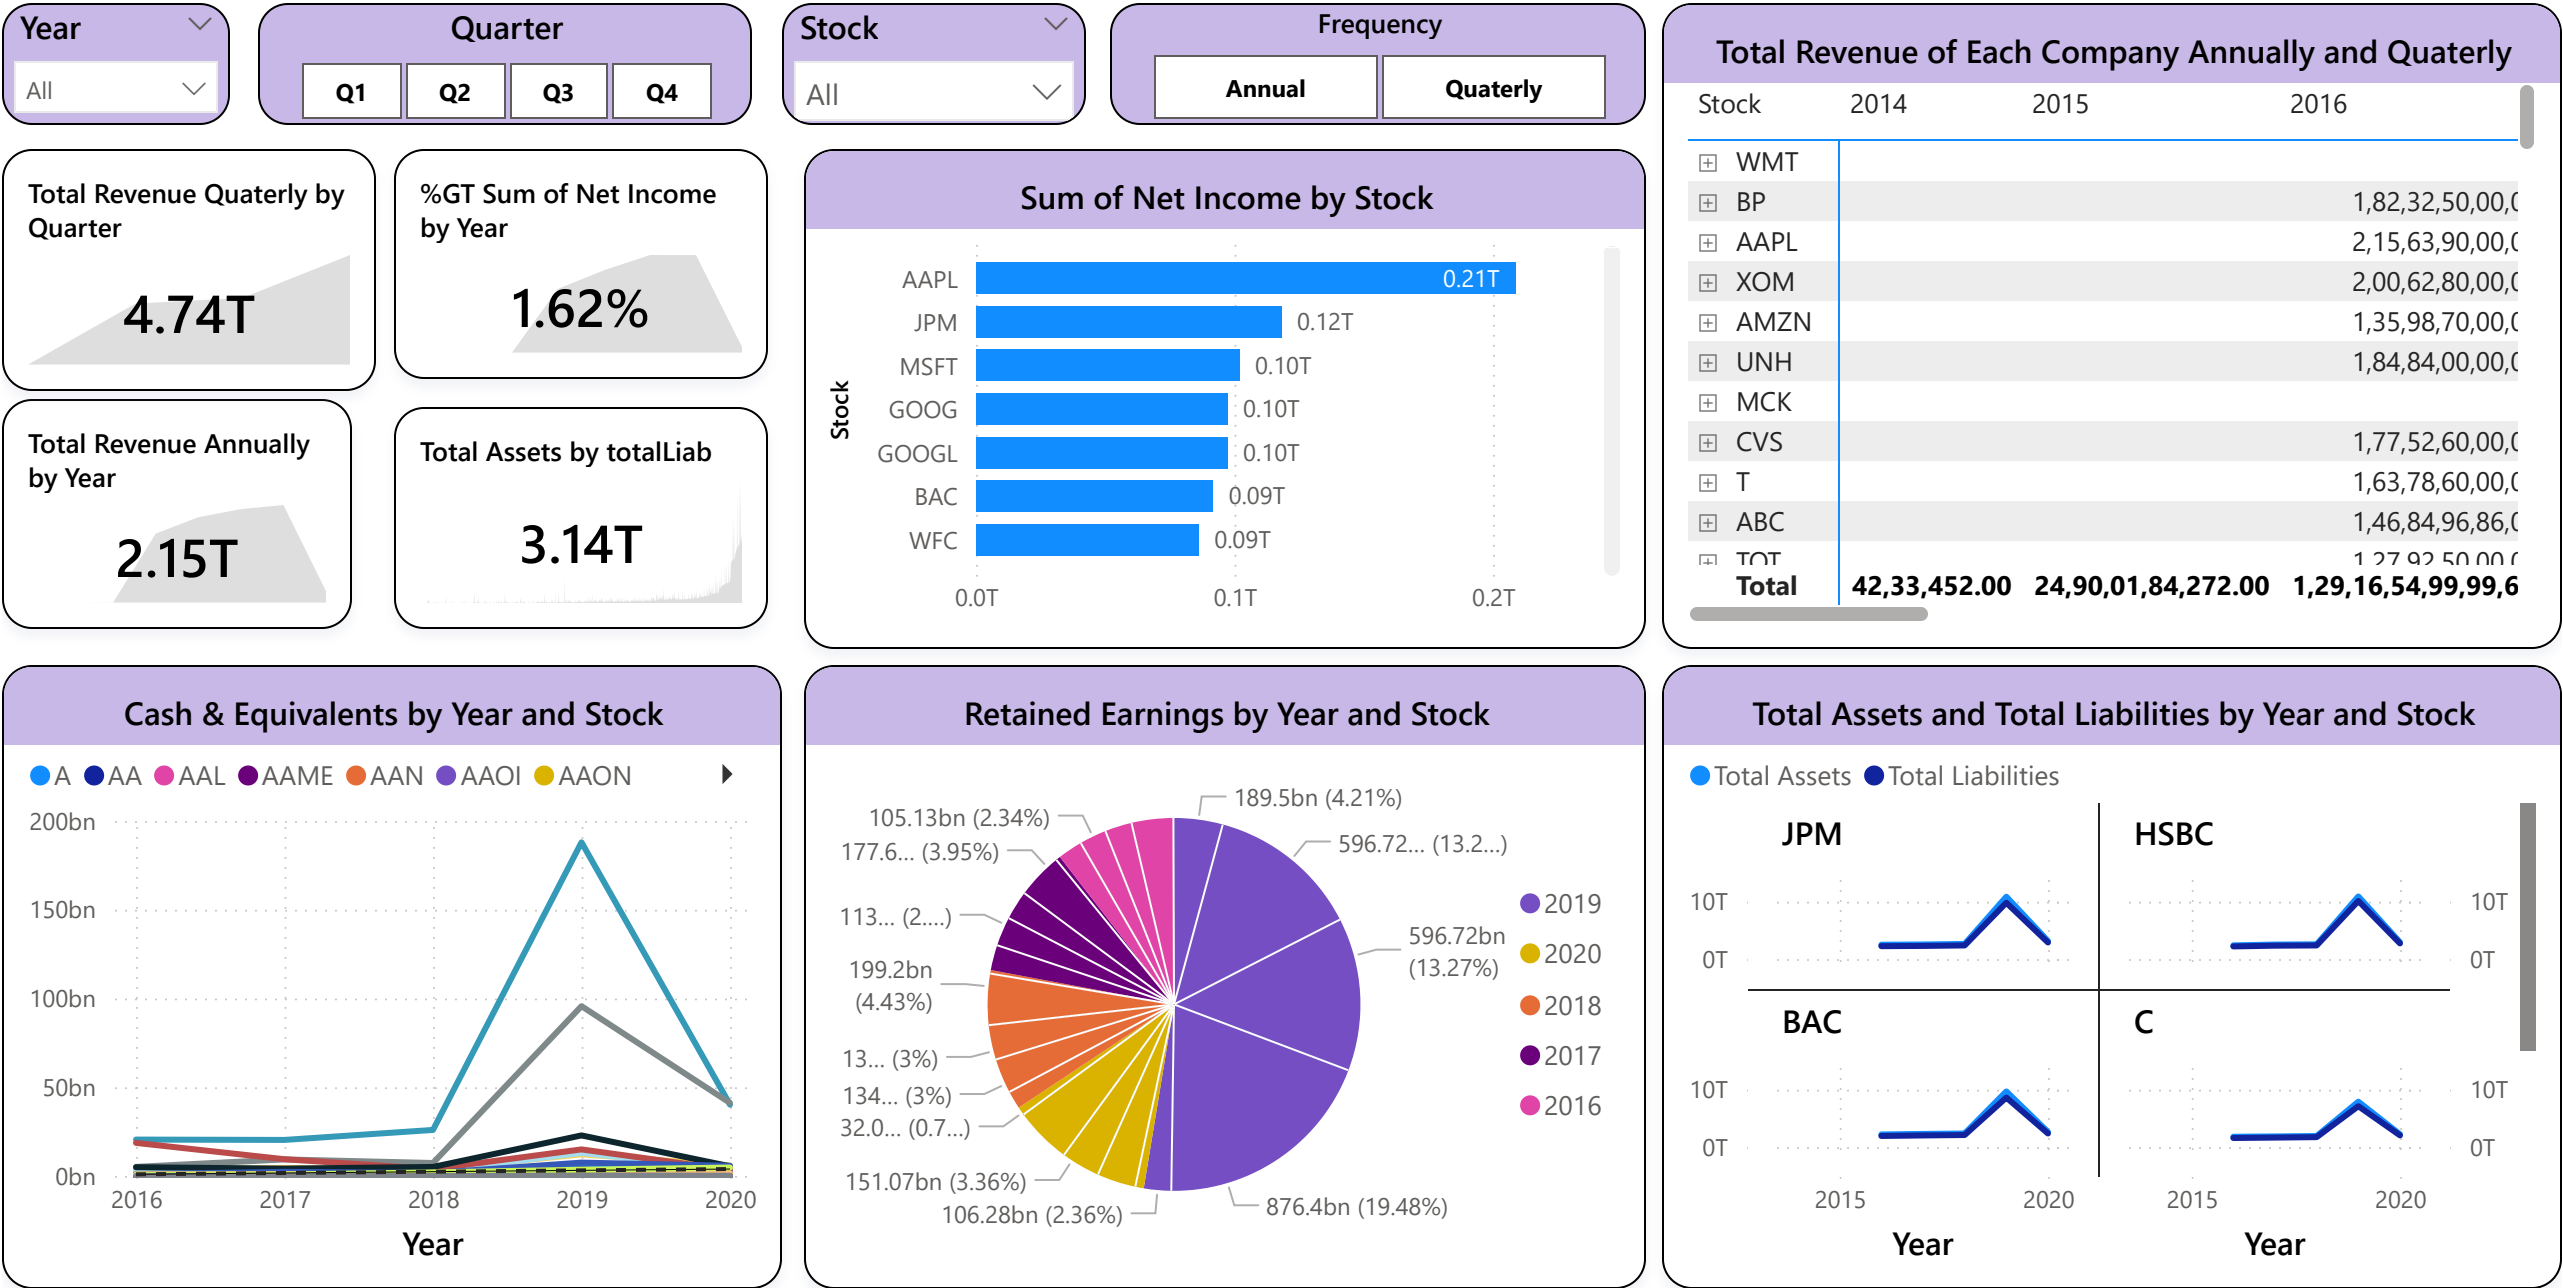 Year
All
Quarter
Q1 Q2 Q3 Q4
Stock
All
Frequency
Annual Quaterly
Total Revenue Quaterly by
Quarter
4.74T
%GT Sum of Net Income
by Year
1.62%
Total Revenue Annually
by Year
2.15T
Total Assets by totalLiab
3.14T
Sum of Net Income by Stock
Stock
AAPL 0.21T
JPM 0.12T
MSFT 0.10T
GOOG 0.10T
GOOGL 0.10T
BAC 0.09T
WFC 0.09T
0.0T 0.1T 0.2T
Total Revenue of Each Company Annually and Quaterly
Stock 2014 2015 2016
WMT
BP 1,82,32,50,00,0
AAPL 2,15,63,90,00,0
XOM 2,00,62,80,00,0
AMZN 1,35,98,70,00,0
UNH 1,84,84,00,00,0
MCK
CVS 1,77,52,60,00,0
T 1,63,78,60,00,0
ABC 1,46,84,96,86,0
TOT 1,27,92,50,00,0
Total 42,33,452.00 24,90,01,84,272.00 1,29,16,54,99,99,6
Cash & Equivalents by Year and Stock
A AA AAL AAME AAN AAOI AAON
200bn
150bn
100bn
50bn
0bn
2016 2017 2018 2019 2020
Year
Retained Earnings by Year and Stock
189.5bn (4.21%)
596.72... (13.2...)
596.72bn
(13.27%)
876.4bn (19.48%)
106.28bn (2.36%)
151.07bn (3.36%)
32.0... (0.7...)
134... (3%)
13... (3%)
199.2bn
(4.43%)
113... (2....)
177.6... (3.95%)
105.13bn (2.34%)
2019
2020
2018
2017
2016
Total Assets and Total Liabilities by Year and Stock
Total Assets Total Liabilities
JPM HSBC
10T 10T
0T 0T
BAC C
10T 10T
0T 0T
2015 2020 2015 2020
Year Year